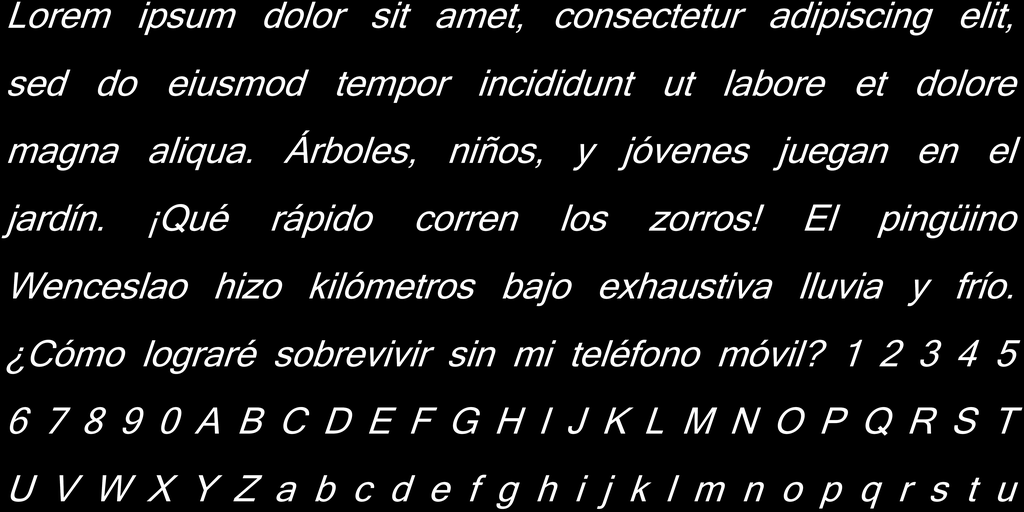 Lorem ipsum dolor sit amet, consectetur adipiscing elit,
sed do eiusmod tempor incididunt ut labore et dolore
magna aliqua. Árboles, niños, y jóvenes juegan en el
jardín. ¡Qué rápido corren los zorros! El pingüino
Wenceslao hizo kilómetros bajo exhaustiva lluvia y frío.
¿Cómo lograré sobrevivir sin mi teléfono móvil? 1 2 3 4 5
6 7 8 9 0 A B C D E F G H I J K L M N O P Q R S T
U V W X Y Z a b c d e f g h i j k l m n o p q r s t u